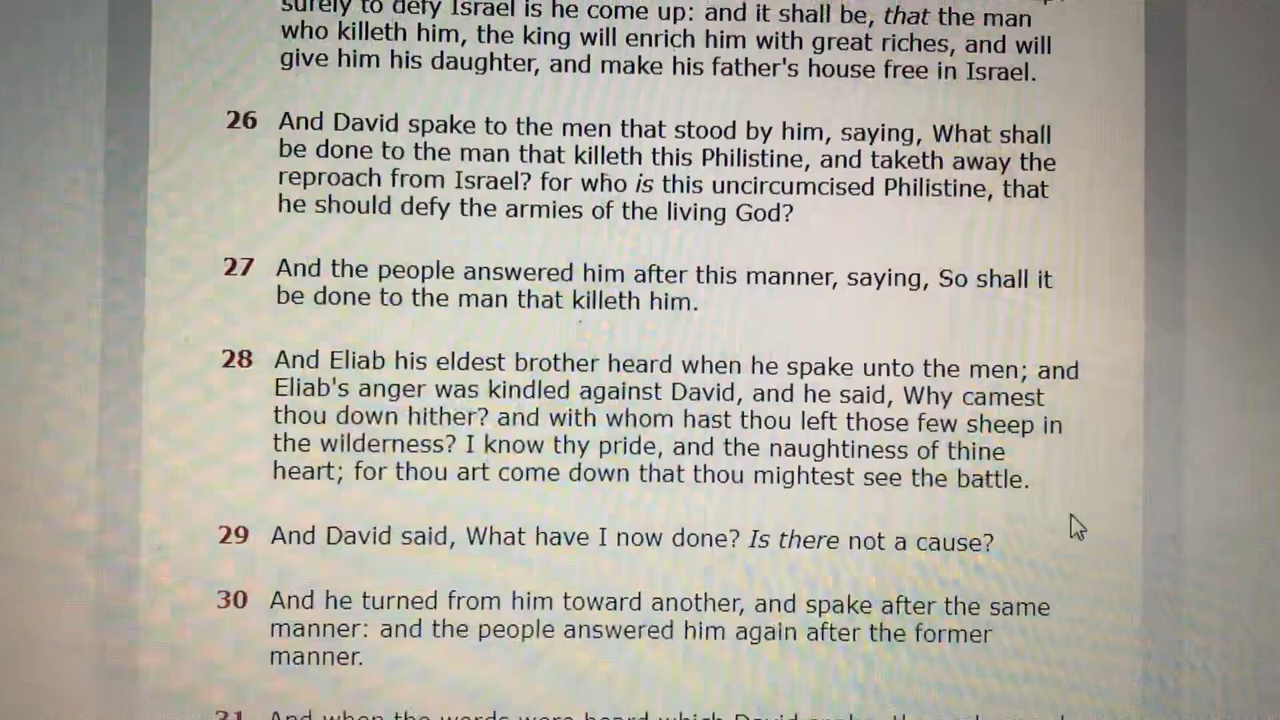 surely to defy Israel is he come up: and it shall be, that the man
who killeth him, the king will enrich him with great riches, and will
give him his daughter, and make his father's house free in Israel.
26 And David spake to the men that stood by him, saying, What shall
be done to the man that killeth this Philistine, and taketh away the
reproach from Israel? for who is this uncircumcised Philistine, that
he should defy the armies of the living God?
27 And the people answered him after this manner, saying, So shall it
be done to the man that killeth him.
28 And Eliab his eldest brother heard when he spake unto the men; and
Eliab's anger was kindled against David, and he said, Why camest
thou down hither? and with whom hast thou left those few sheep in
the wilderness? I know thy pride, and the naughtiness of thine
heart; for thou art come down that thou mightest see the battle.
29 And David said, What have I now done? Is there not a cause?
30 And he turned from him toward another, and spake after the same
manner: and the people answered him again after the former
manner.
31 And when the words were heard which David